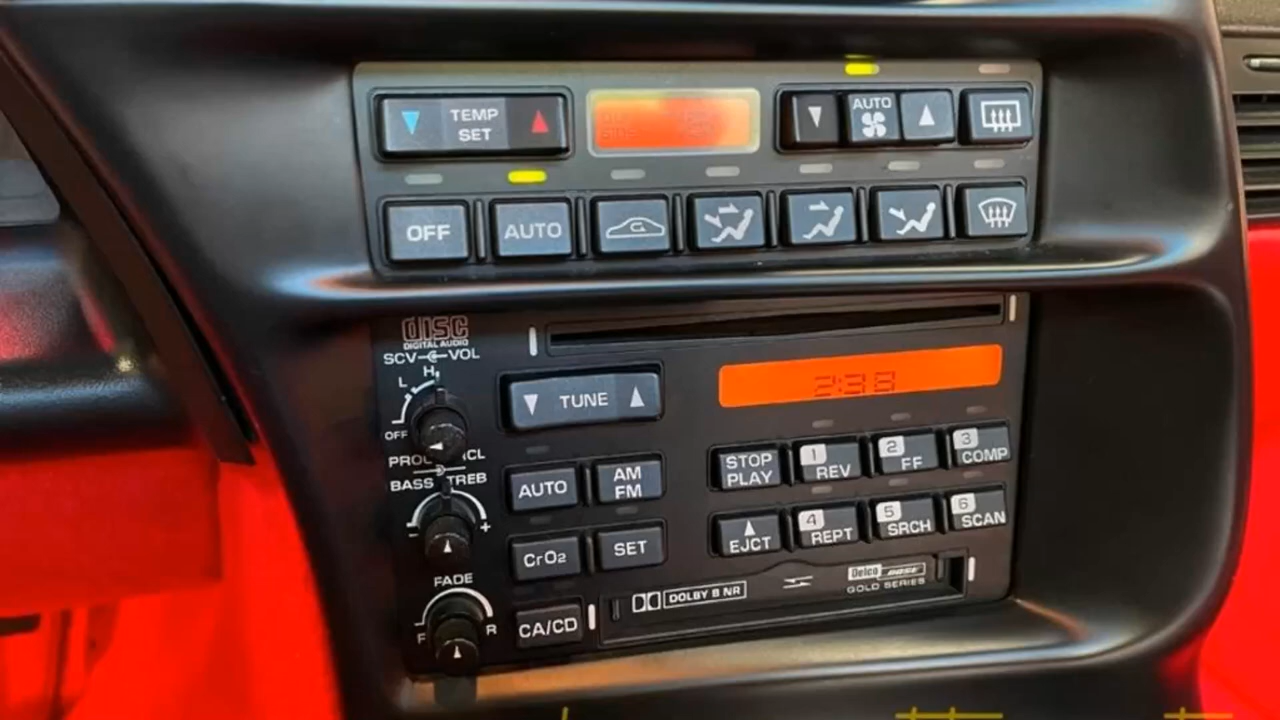 TEMP
SET
AUTO
OFF
AUTO
disc
DIGITAL AUDIO
SCV VOL
L H
OFF
TUNE
2:38
BASS TREB
- +
AUTO
AM
FM
STOP
PLAY
1
REV
2
FF
3
COMP
CrO2
SET
EJCT
4
REPT
5
SRCH
6
SCAN
FADE
F R
CA/CD
DOLBY B NR
Delco BOSE
GOLD SERIES